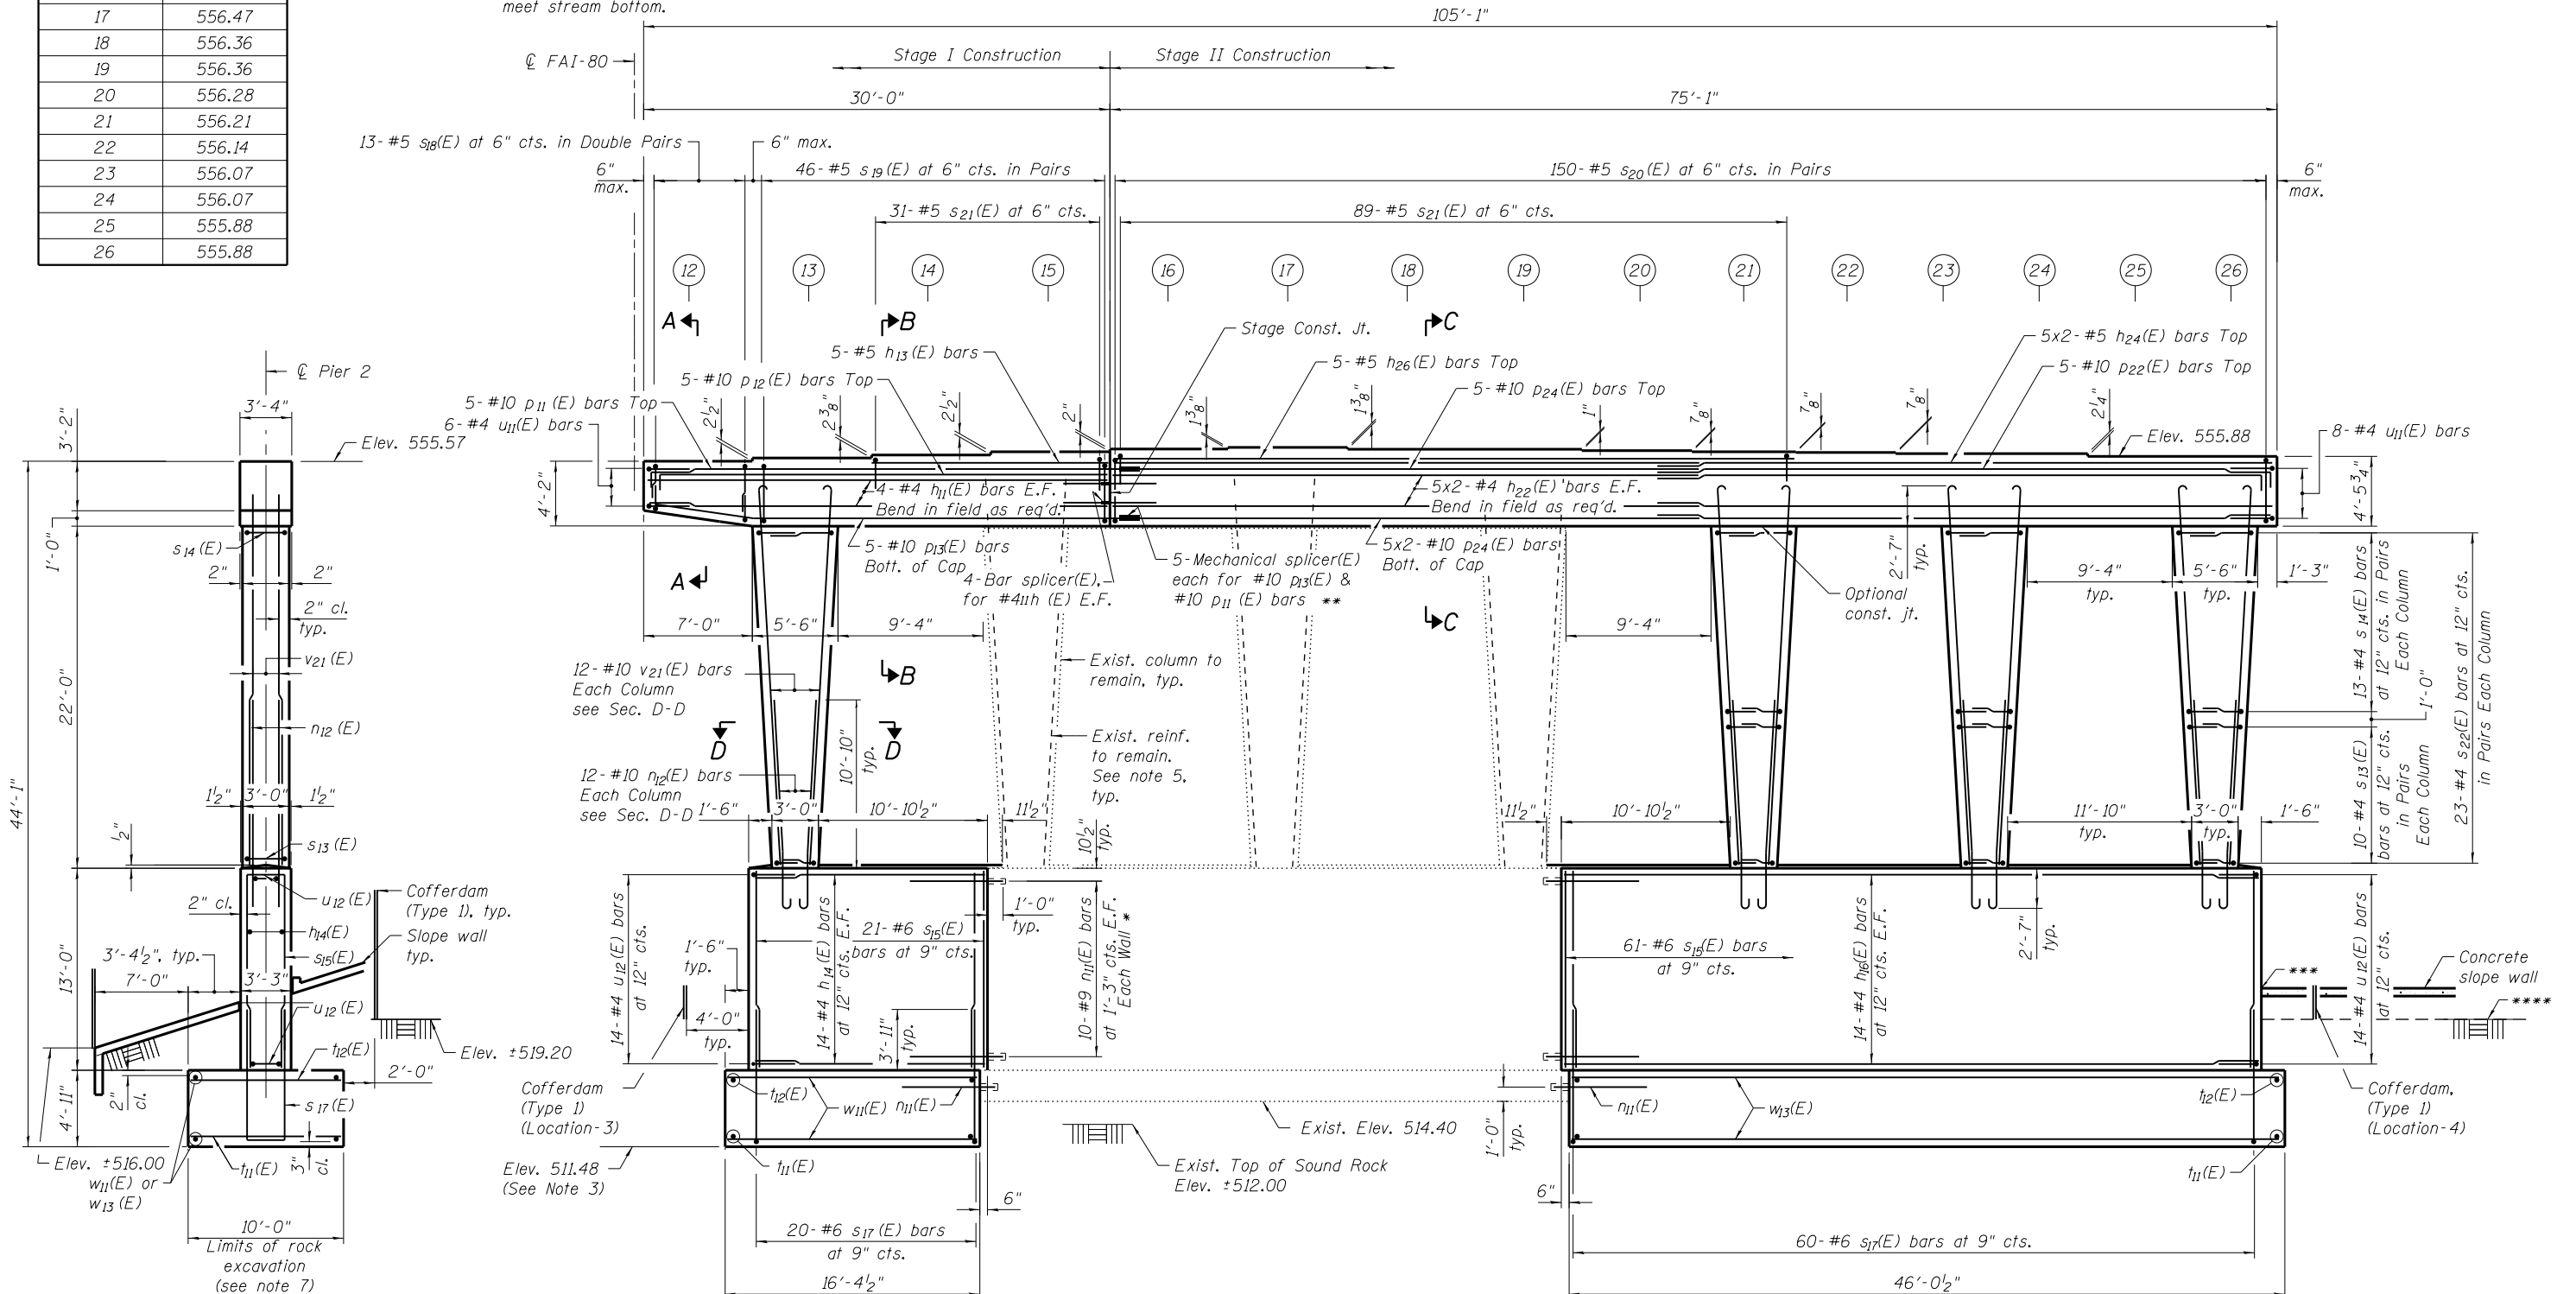 17 556.47
18 556.36
19 556.36
20 556.28
21 556.21
22 556.14
23 556.07
24 556.07
25 555.88
26 555.88
meet stream bottom.
105'-1"
℄ FAI-80
Stage I Construction
Stage II Construction
30'-0"
75'-1"
13-#5 s18(E) at 6" cts. in Double Pairs
6" max.
6"
max.
46-#5 s19(E) at 6" cts. in Pairs
150-#5 s20(E) at 6" cts. in Pairs
6"
max.
31-#5 s21(E) at 6" cts.
89-#5 s21(E) at 6" cts.
12 13 14 15 16 17 18 19 20 21 22 23 24 25 26
A
B
C
Stage Const. Jt.
5-#5 h13(E) bars
5-#5 h26(E) bars Top
5x2-#5 h24(E) bars Top
5-#10 p12(E) bars Top
5-#10 p24(E) bars Top
5-#10 p22(E) bars Top
5-#10 p11(E) bars Top
6-#4 u11(E) bars
2½"
2⅜"
2½"
2"
1⅜"
1⅜"
1"
⅞"
⅞"
⅞"
2¼"
Elev. 555.88
8-#4 u11(E) bars
4'-2"
4'-5¾"
4-#4 h11(E) bars E.F.
Bend in field as req'd.
5x2-#4 h22(E) bars E.F.
Bend in field as req'd.
5-#10 p13(E) bars
Bott. of Cap
4-Bar splicer(E),
for #411h (E) E.F.
5-Mechanical splicer(E)
each for #10 p13(E) &
#10 p11 (E) bars **
5x2-#10 p24(E) bars
Bott. of Cap
2'-7"
typ.
Optional
const. jt.
9'-4"
typ.
5'-6"
typ.
1'-3"
A
C
7'-0"
5'-6"
9'-4"
9'-4"
℄ Pier 2
3'-4"
3'-2"
Elev. 555.57
1'-0"
s14(E)
2"
2"
2" cl.
typ.
v21(E)
22'-0"
n12(E)
44'-1"
1½"
3'-0"
1½"
½"
s13(E)
u12(E)
2" cl.
Cofferdam
(Type 1), typ.
h14(E)
Slope wall
typ.
s15(E)
3'-4½", typ.
7'-0"
3'-3"
13'-0"
u12(E)
t12(E)
Elev. ±519.20
2'-0"
2"
cl.
s17(E)
4'-11"
Elev. ±516.00
w11(E) or
w13(E)
t11(E)
3"
cl.
10'-0"
Limits of rock
excavation
(see note 7)
12-#10 v21(E) bars
Each Column
see Sec. D-D
B
D
D
10'-10"
typ.
12-#10 n12(E) bars
Each Column
see Sec. D-D
1'-6"
3'-0"
10'-10½"
11½"
Exist. column to
remain, typ.
Exist. reinf.
to remain.
See note 5,
typ.
10½"
typ.
11½"
10'-10½"
11'-10"
typ.
3'-0"
typ.
1'-6"
13-#4 s14(E) bars
at 12" cts. in Pairs
Each Column
1'-0"
10-#4 s13(E)
bars at 12" cts.
in Pairs
Each Column
23-#4 s22(E) bars at 12" cts.
in Pairs Each Column
14-#4 u12(E) bars
at 12" cts.
1'-6"
typ.
4'-0"
typ.
14-#4 h14(E) bars
at 12" cts. E.F.
21-#6 s15(E)
bars at 9" cts.
3'-11"
typ.
1'-0"
typ.
10-#9 n11(E) bars
at 1'-3" cts. E.F.
Each Wall *
Cofferdam
(Type 1)
(Location-3)
t12(E)
w11(E)
n11(E)
t11(E)
Elev. 511.48
(See Note 3)
6"
20-#6 s17(E) bars
at 9" cts.
16'-4½"
Exist. Elev. 514.40
Exist. Top of Sound Rock
Elev. ±512.00
1'-0"
typ.
61-#6 s15(E) bars
at 9" cts.
14-#4 h16(E) bars
at 12" cts. E.F.
2'-7"
typ.
14-#4 u12(E) bars
at 12" cts.
***
Concrete
slope wall
****
Cofferdam,
(Type 1)
(Location-4)
n11(E)
w13(E)
t12(E)
t11(E)
6"
60-#6 s17(E) bars at 9" cts.
46'-0½"